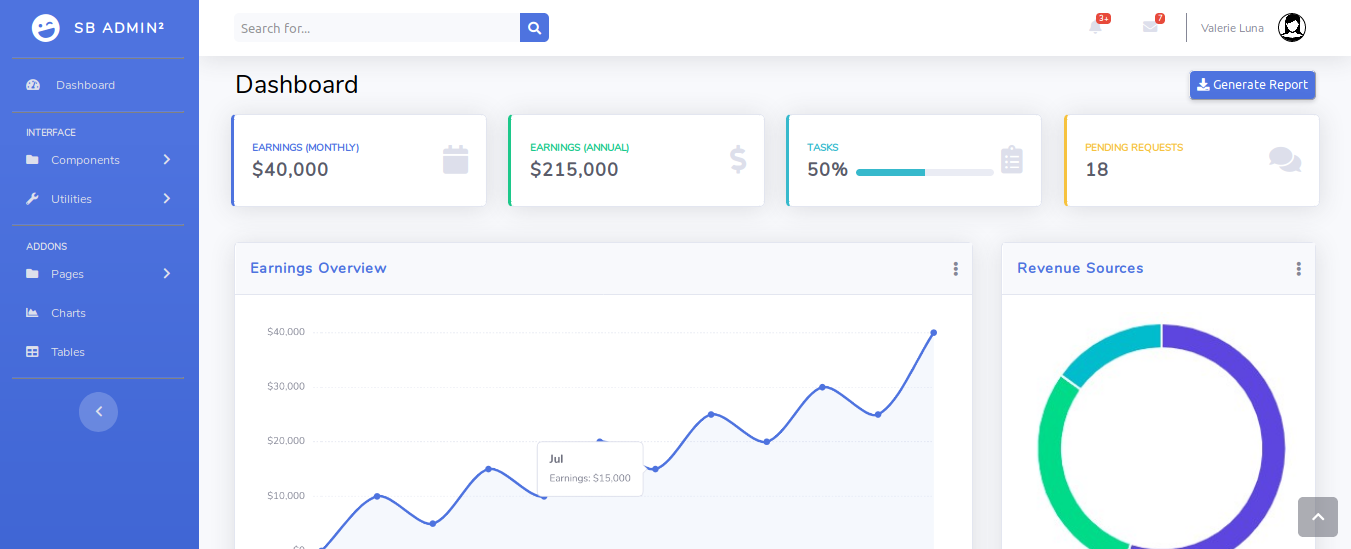 SB ADMIN²
Search for...
3+
7
Valerie Luna
Dashboard
INTERFACE
Components
Utilities
ADDONS
Pages
Charts
Tables
Dashboard
Generate Report
EARNINGS (MONTHLY)
$40,000
EARNINGS (ANNUAL)
$215,000
TASKS
50%
PENDING REQUESTS
18
Earnings Overview
$40,000
$30,000
$20,000
$10,000
$0
Jul
Earnings: $15,000
Revenue Sources